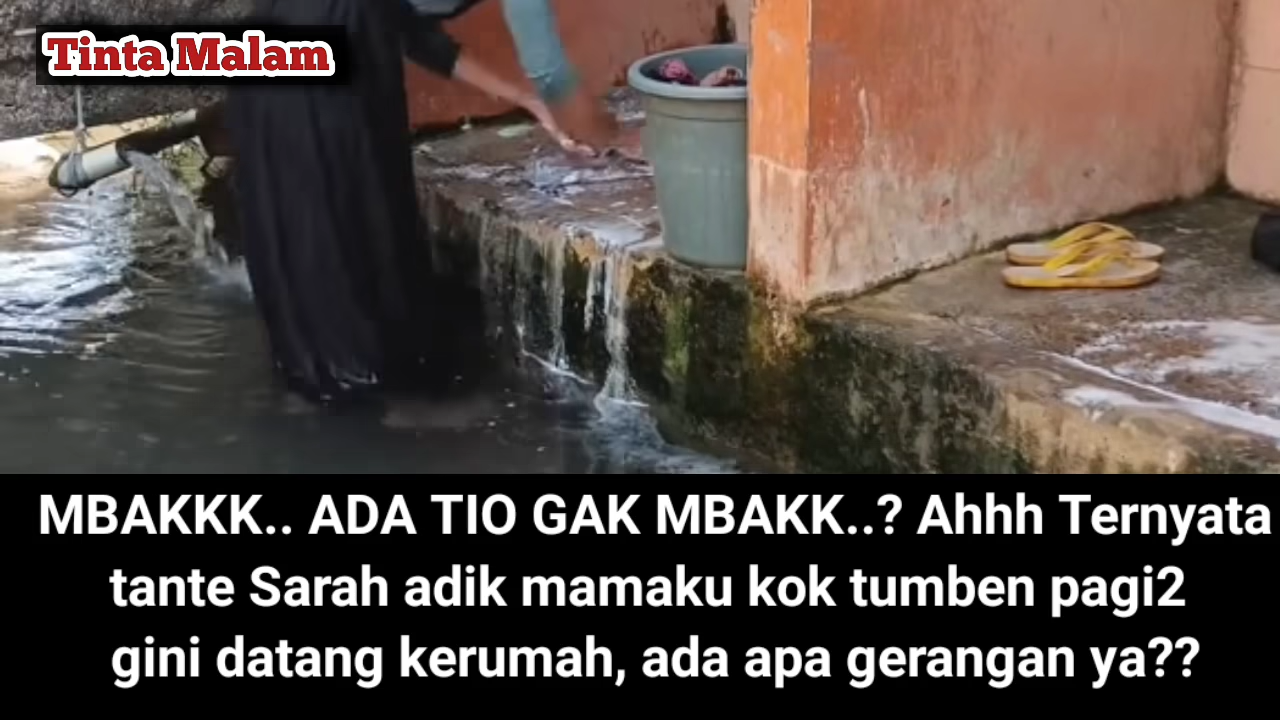 Tinta Malam
MBAKKK.. ADA TIO GAK MBAKK..? Ahhh Ternyata
tante Sarah adik mamaku kok tumben pagi2
gini datang kerumah, ada apa gerangan ya??